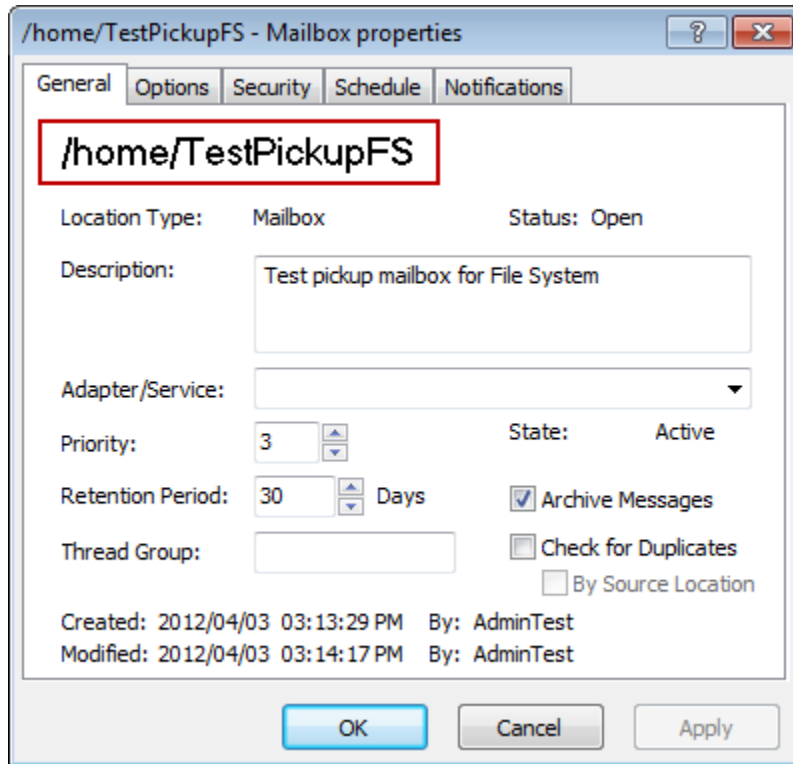 /home/TestPickupFS - Mailbox properties
?
General Options Security Schedule Notifications
/home/TestPickupFS
Location Type: Mailbox Status: Open
Description: Test pickup mailbox for File System
Adapter/Service:
Priority: 3 State: Active
Retention Period: 30 Days Archive Messages
Thread Group: Check for Duplicates
By Source Location
Created: 2012/04/03 03:13:29 PM By: AdminTest
Modified: 2012/04/03 03:14:17 PM By: AdminTest
OK Cancel Apply